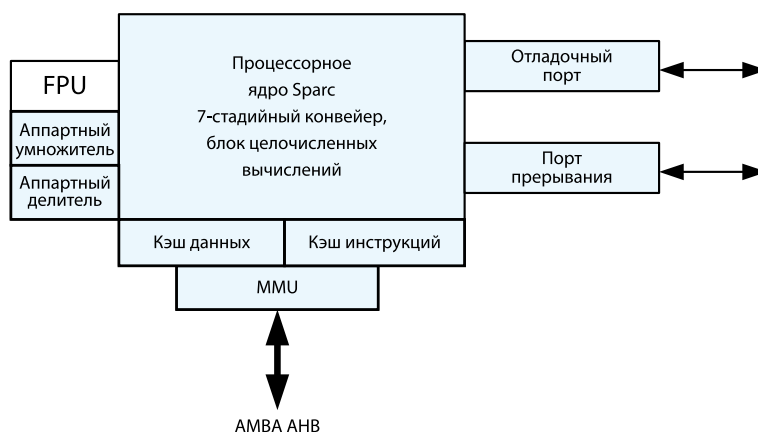 Процессорное
ядро Sparc
7-стадийный конвейер,
блок целочисленных
вычислений
FPU
Аппартный
умножитель
Аппартный
делитель
Отладочный
порт
Порт
прерывания
Кэш данных
Кэш инструкций
MMU
AMBA AHB